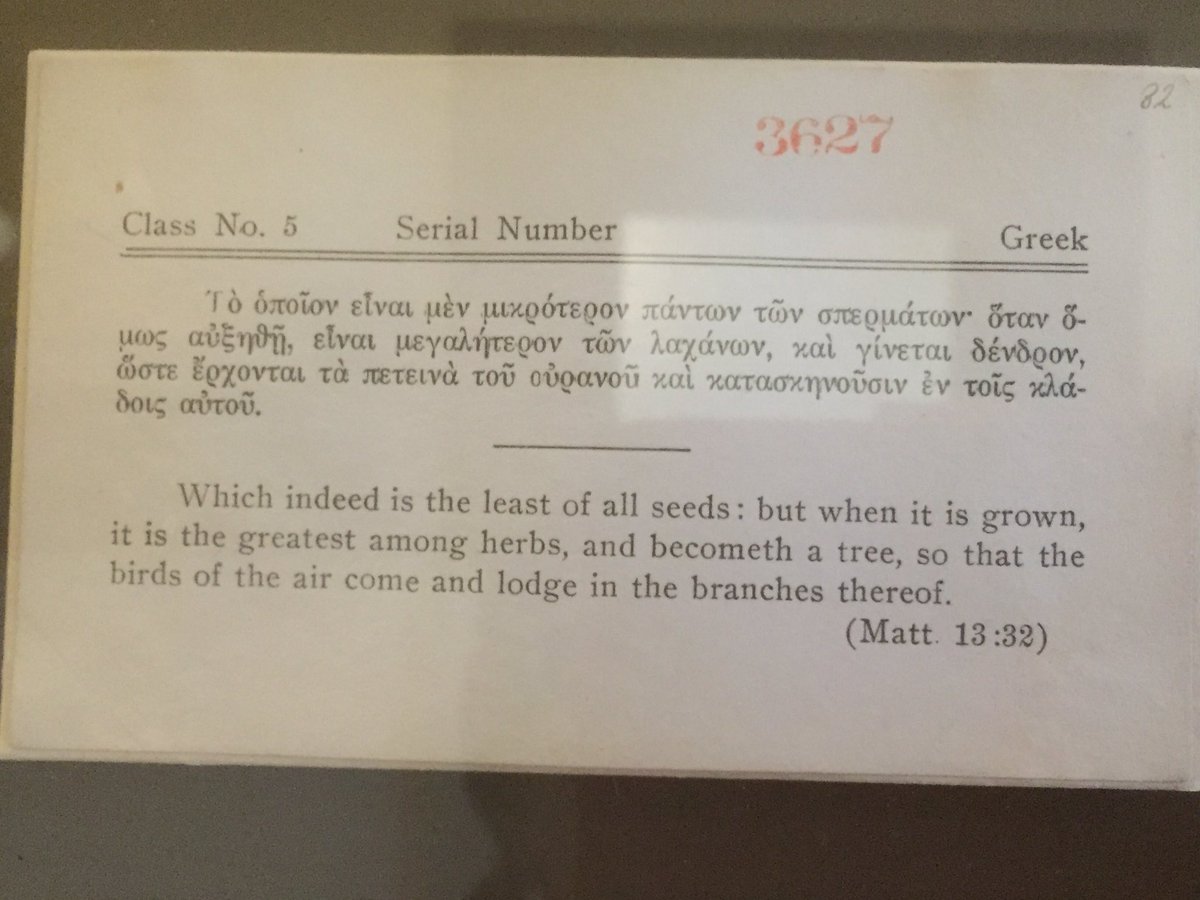 82
3627
Class No. 5 Serial Number Greek
Τὸ ὁποῖον εἶναι μὲν μικρότερον πάντων τῶν σπερμάτων· ὅταν ὅ-
μως αὐξηθῇ, εἶναι μεγαλήτερον τῶν λαχάνων, καὶ γίνεται δένδρον,
ὥστε ἔρχονται τὰ πετεινὰ τοῦ οὐρανοῦ καὶ κατασκηνοῦσιν ἐν τοῖς κλά-
δοις αὐτοῦ.
Which indeed is the least of all seeds: but when it is grown,
it is the greatest among herbs, and becometh a tree, so that the
birds of the air come and lodge in the branches thereof.
(Matt. 13:32)